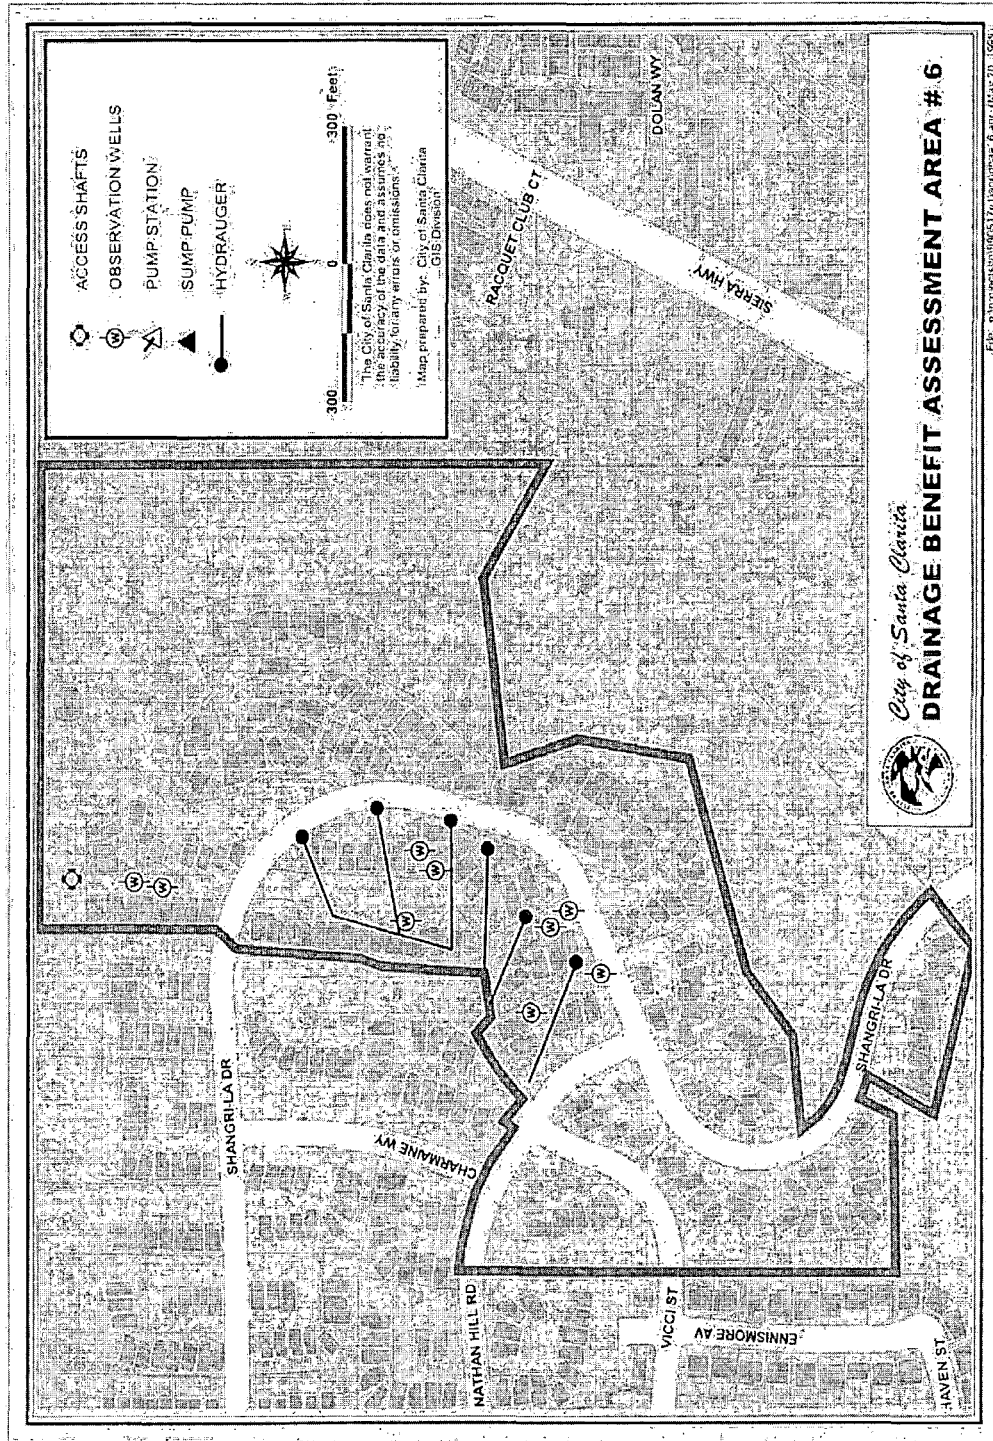 ACCESS SHAFTS
OBSERVATION WELLS
PUMP STATION
SUMP PUMP
HYDRAUGER
300 0 300 Feet
The City of Santa Clarita does not warrant
the accuracy of the data and assumes no
liability for any errors or omissions.
Map prepared by: City of Santa Clarita
GIS Division
DOLAN WY
RACQUET CLUB CT
SIERRA HWY
SHANGRI-LA DR
CHARMAINE WY
NATHAN HILL RD
VICCI ST
ENNISMORE AV
HAVEN ST
SHANGRI-LA DR
W
W
W
W
W
W
W
W
W
W
City of Santa Clarita
DRAINAGE BENEFIT ASSESSMENT AREA # 6